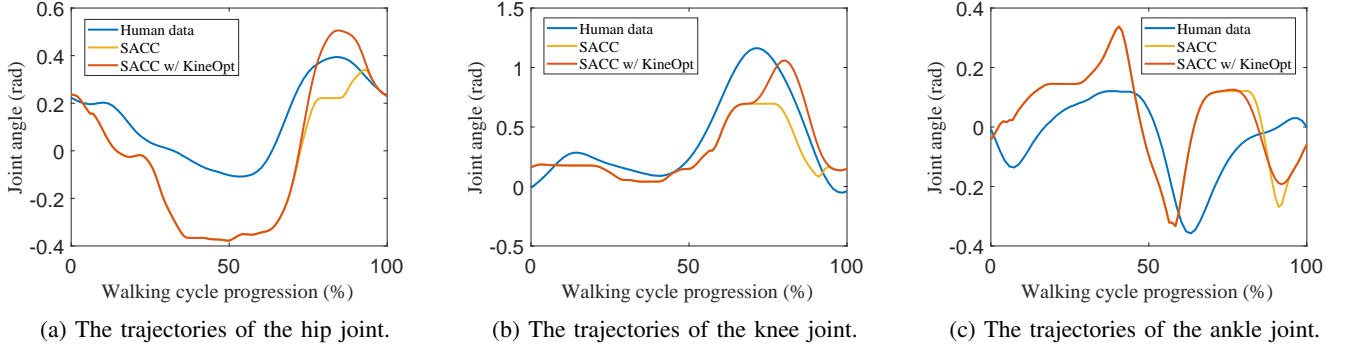 0.6
0.4
0.2
0
-0.2
-0.4
Joint angle (rad)
Human data
SACC
SACC w/ KineOpt
0 50 100
Walking cycle progression (%)
(a) The trajectories of the hip joint.
1.5
1
0.5
0
-0.5
Joint angle (rad)
Human data
SACC
SACC w/ KineOpt
0 50 100
Walking cycle progression (%)
(b) The trajectories of the knee joint.
0.4
0.2
0
-0.2
-0.4
Joint angle (rad)
Human data
SACC
SACC w/ KineOpt
0 50 100
Walking cycle progression (%)
(c) The trajectories of the ankle joint.